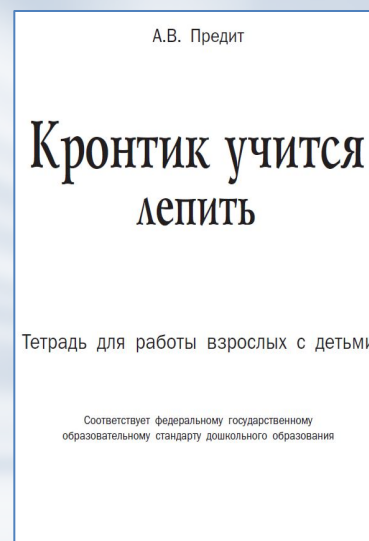 А.В. Предит
Кронтик учится
лепить
Тетрадь для работы взрослых с детьми
Соответствует федеральному государственному
образовательному стандарту дошкольного образования